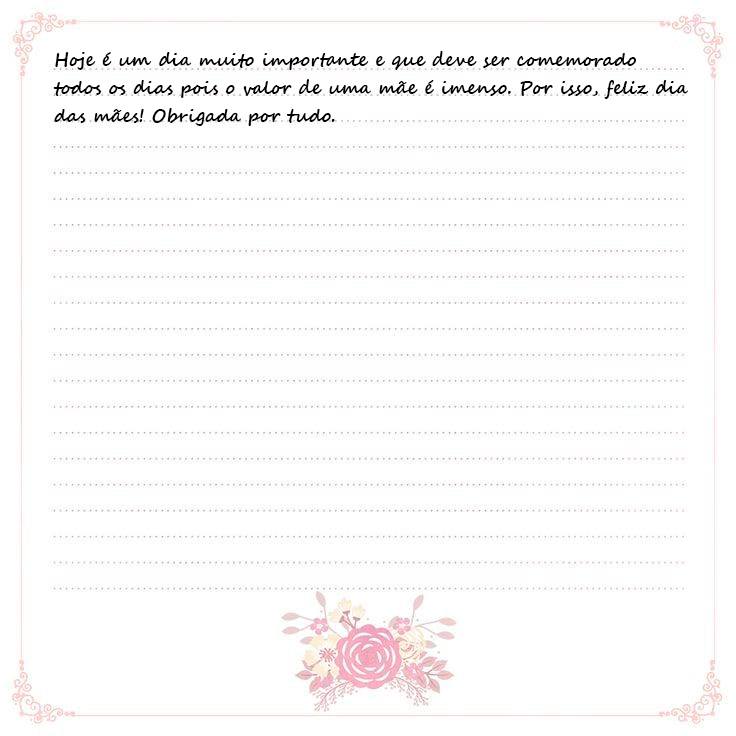 Hoje é um dia muito importante e que deve ser comemorado
todos os dias pois o valor de uma mãe é imenso. Por isso, feliz dia
das mães! Obrigada por tudo.